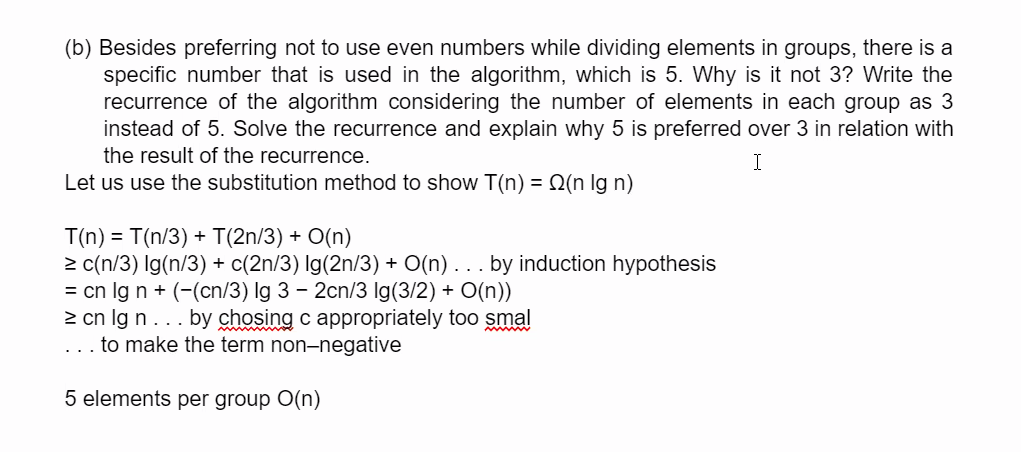 (b) Besides preferring not to use even numbers while dividing elements in groups, there is a
specific number that is used in the algorithm, which is 5. Why is it not 3? Write the
recurrence of the algorithm considering the number of elements in each group as 3
instead of 5. Solve the recurrence and explain why 5 is preferred over 3 in relation with
the result of the recurrence.
Let us use the substitution method to show T(n) = Ω(n lg n)
T(n) = T(n/3) + T(2n/3) + O(n)
≥ c(n/3) lg(n/3) + c(2n/3) lg(2n/3) + O(n) . . . by induction hypothesis
= cn lg n + (−(cn/3) lg 3 − 2cn/3 lg(3/2) + O(n))
≥ cn lg n . . . by chosing c appropriately too smal
. . . to make the term non–negative
5 elements per group O(n)